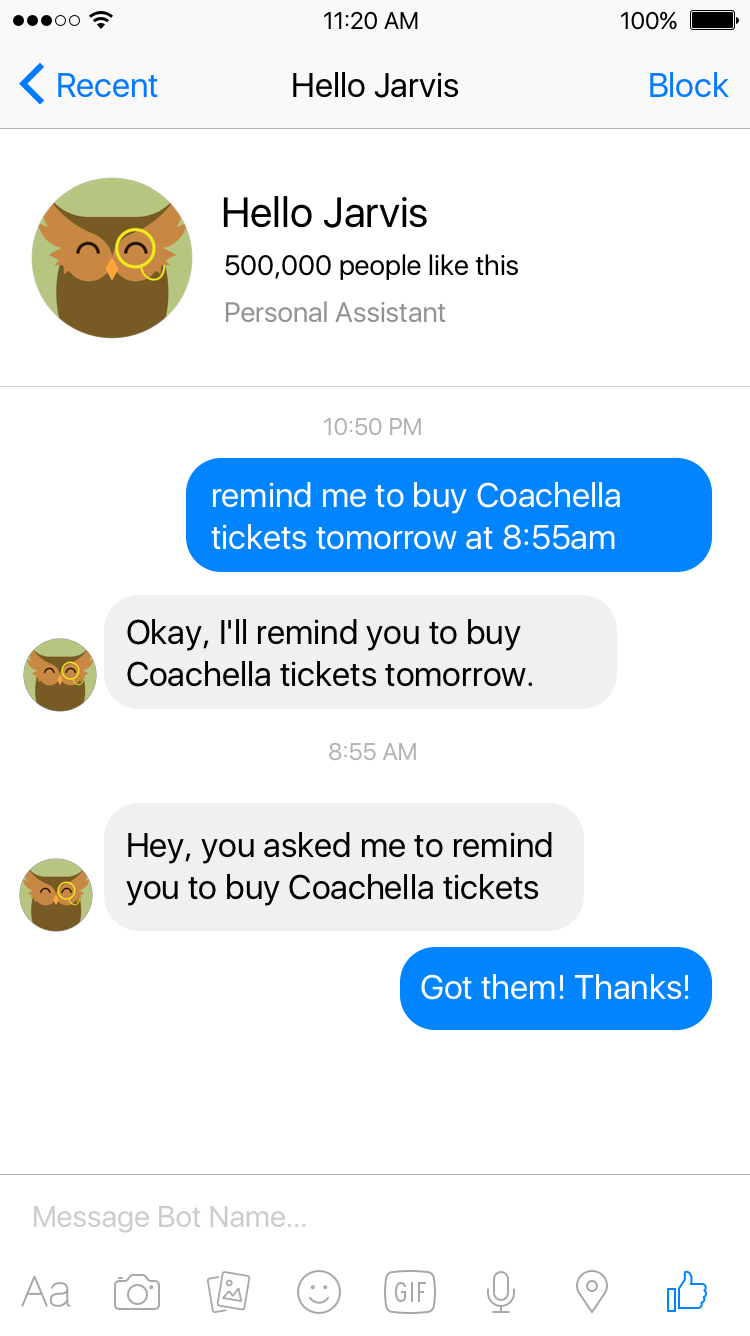 11:20 AM 100%
Recent Hello Jarvis Block
Hello Jarvis
500,000 people like this
Personal Assistant
10:50 PM
remind me to buy Coachella
tickets tomorrow at 8:55am
Okay, I'll remind you to buy
Coachella tickets tomorrow.
8:55 AM
Hey, you asked me to remind
you to buy Coachella tickets
Got them! Thanks!
Message Bot Name...
Aa GIF